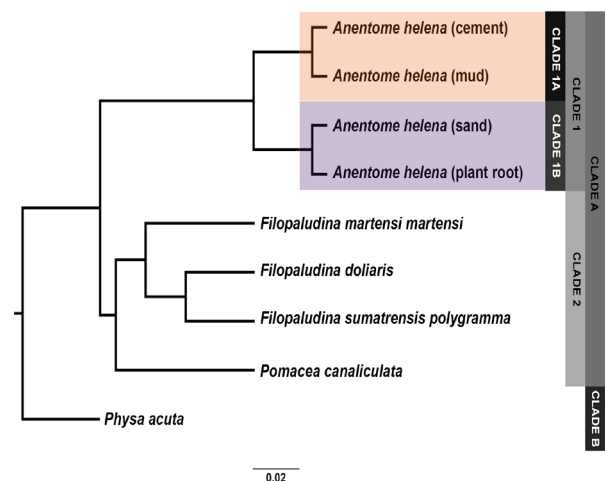 Anentome helena (cement)
Anentome helena (mud)
Anentome helena (sand)
Anentome helena (plant root)
Filopaludina martensi martensi
Filopaludina doliaris
Filopaludina sumatrensis polygramma
Pomacea canaliculata
Physa acuta
CLADE 1A
CLADE 1B
CLADE 1
CLADE 2
CLADE A
CLADE B
0.02